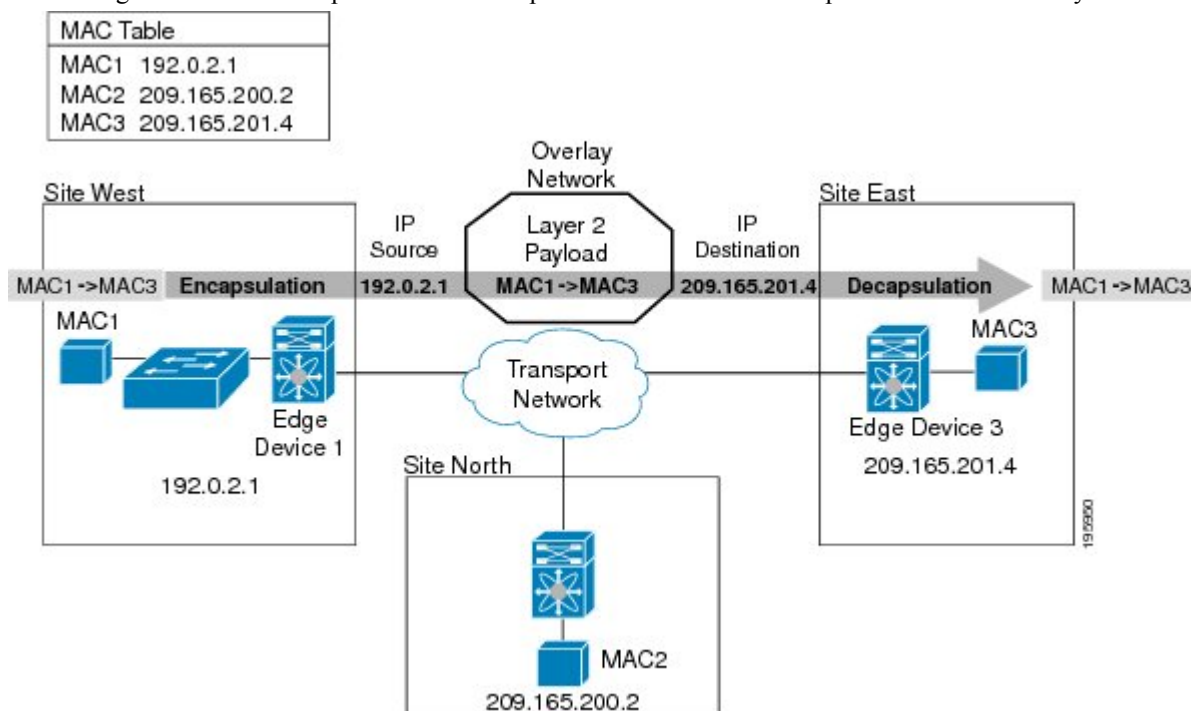 MAC Table
MAC1 192.0.2.1
MAC2 209.165.200.2
MAC3 209.165.201.4
Overlay
Network
Site West
Site East
IP
Source
Layer 2
Payload
IP
Destination
MAC1->MAC3
Encapsulation
192.0.2.1
MAC1->MAC3
209.165.201.4
Decapsulation
MAC1->MAC3
MAC1
MAC3
Transport
Network
Edge
Device 1
Edge Device 3
192.0.2.1
209.165.201.4
Site North
195950
MAC2
209.165.200.2